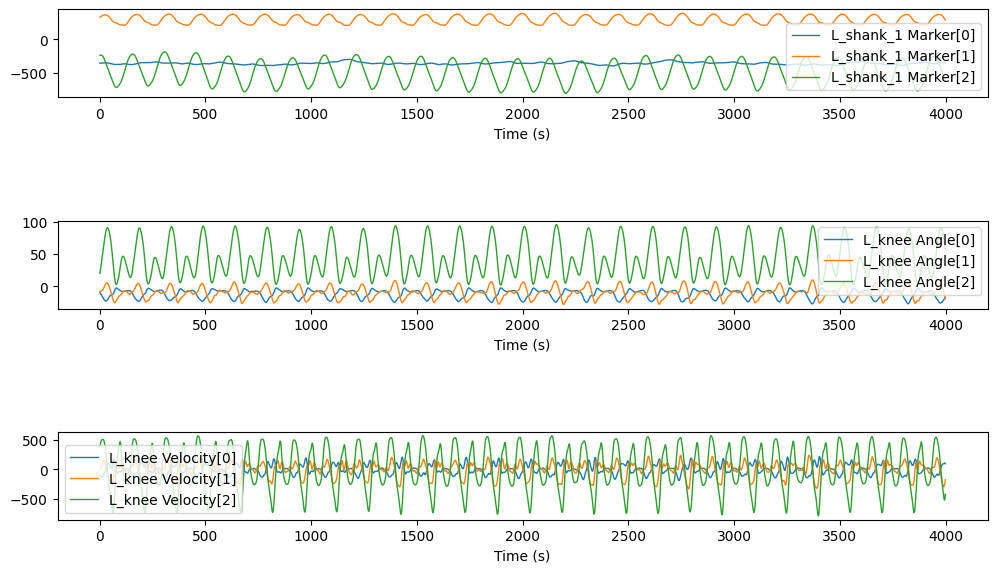 0
−500
L_shank_1 Marker[0]
L_shank_1 Marker[1]
L_shank_1 Marker[2]
0 500 1000 1500 2000 2500 3000 3500 4000
Time (s)
100
50
0
L_knee Angle[0]
L_knee Angle[1]
L_knee Angle[2]
0 500 1000 1500 2000 2500 3000 3500 4000
Time (s)
500
0
−500
L_knee Velocity[0]
L_knee Velocity[1]
L_knee Velocity[2]
0 500 1000 1500 2000 2500 3000 3500 4000
Time (s)